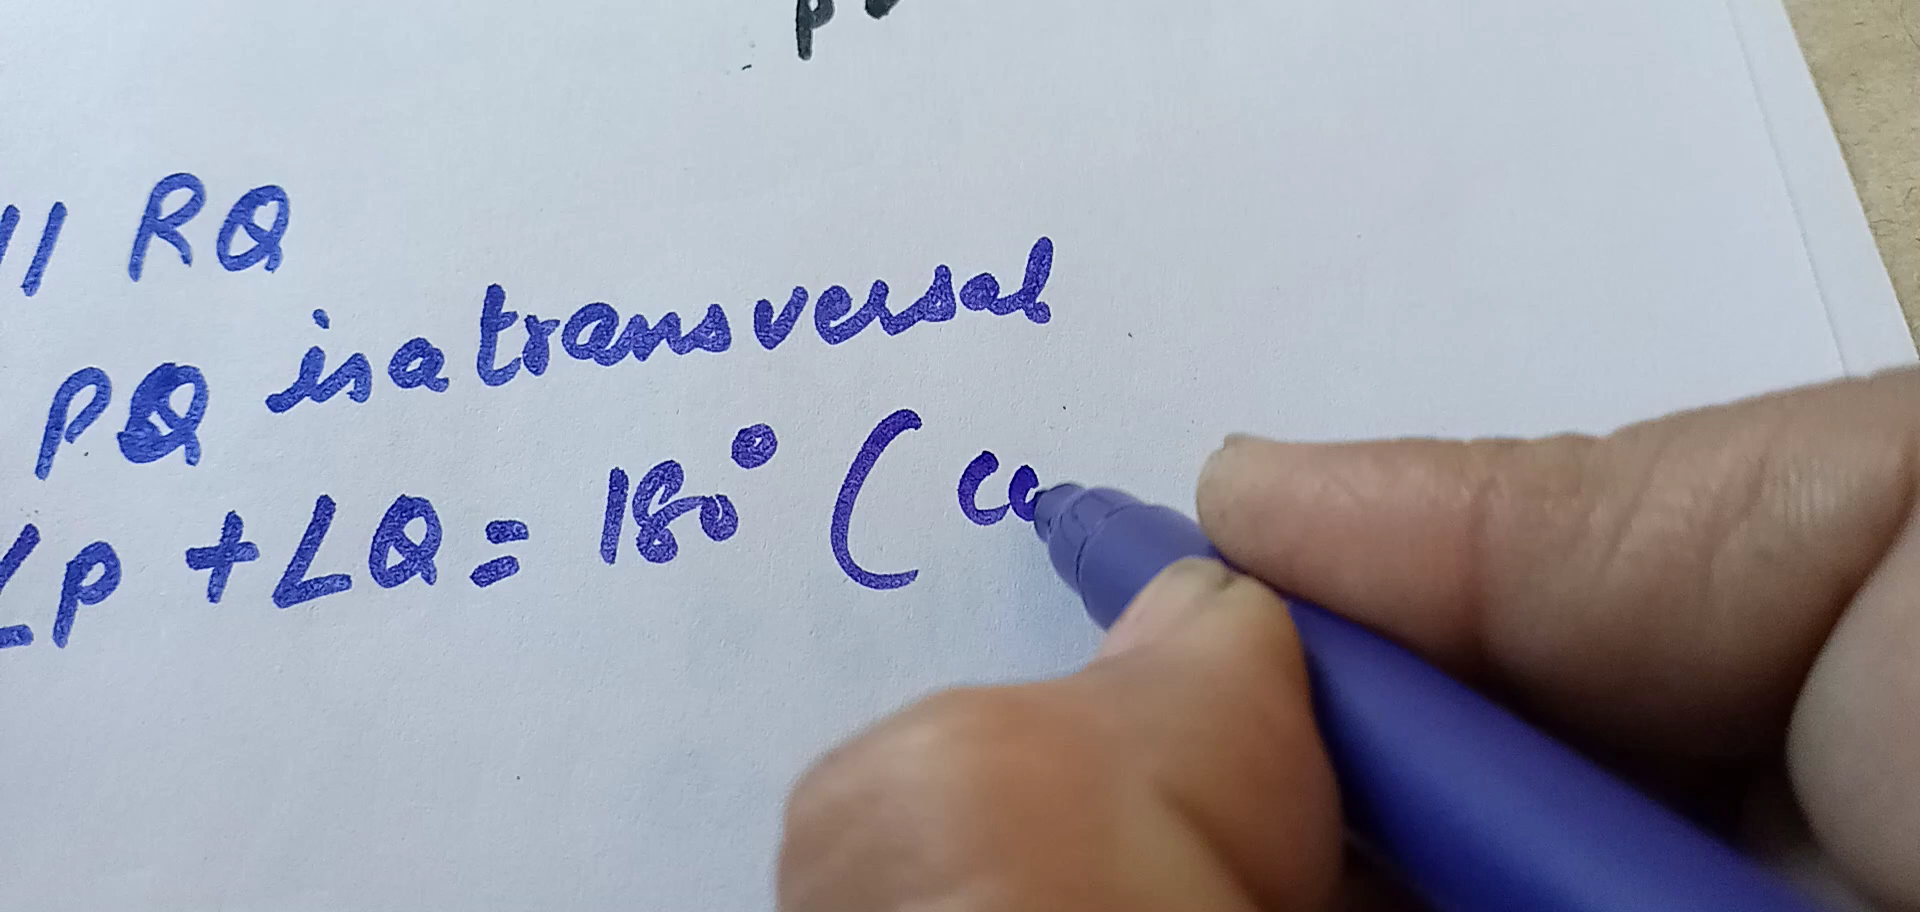 p
// RQ
PQ is a transversal
∠P + ∠Q = 180° ( co